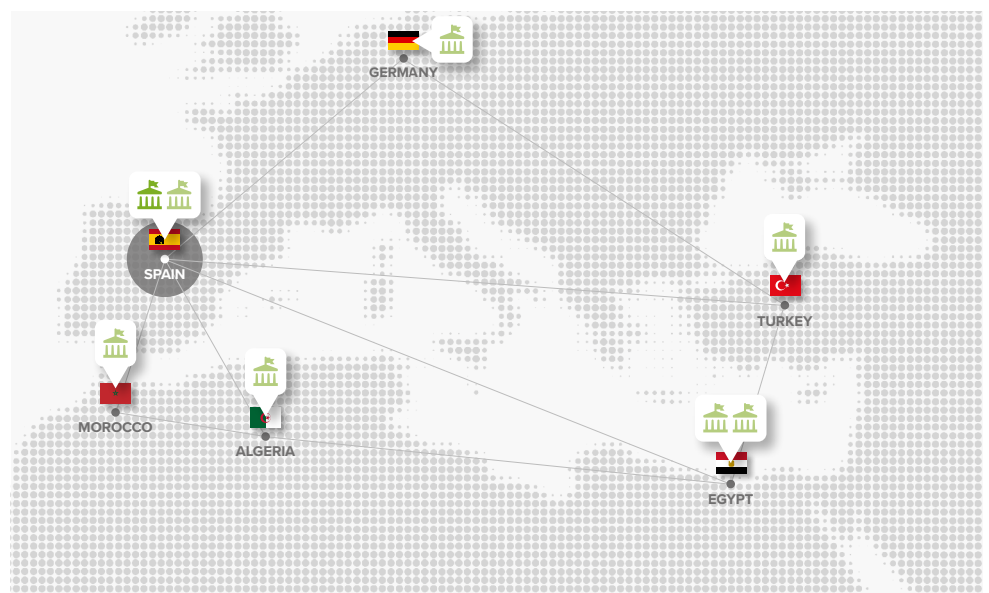 GERMANY
SPAIN
TURKEY
MOROCCO
ALGERIA
EGYPT